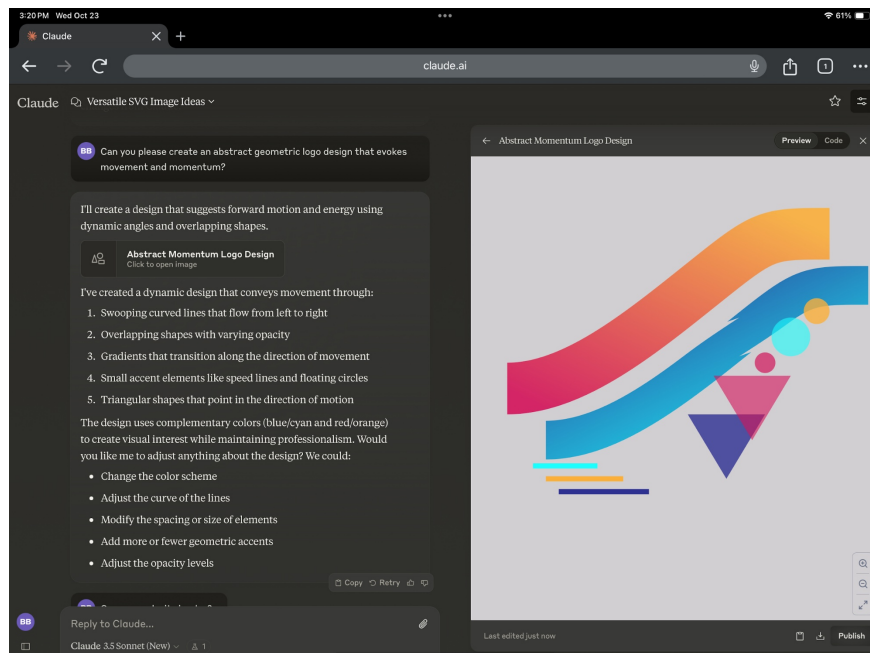 3:20 PM Wed Oct 23
61%
Claude
claude.ai
1
Claude
Versatile SVG Image Ideas
BB
Can you please create an abstract geometric logo design that evokes
movement and momentum?
I'll create a design that suggests forward motion and energy using
dynamic angles and overlapping shapes.
Abstract Momentum Logo Design
Click to open image
I've created a dynamic design that conveys movement through:
1. Swooping curved lines that flow from left to right
2. Overlapping shapes with varying opacity
3. Gradients that transition along the direction of movement
4. Small accent elements like speed lines and floating circles
5. Triangular shapes that point in the direction of motion
The design uses complementary colors (blue/cyan and red/orange)
to create visual interest while maintaining professionalism. Would
you like me to adjust anything about the design? We could:
• Change the color scheme
• Adjust the curve of the lines
• Modify the spacing or size of elements
• Add more or fewer geometric accents
• Adjust the opacity levels
Copy Retry
BB
Reply to Claude...
Claude 3.5 Sonnet (New)
1
Abstract Momentum Logo Design
Preview Code
Last edited just now
Publish